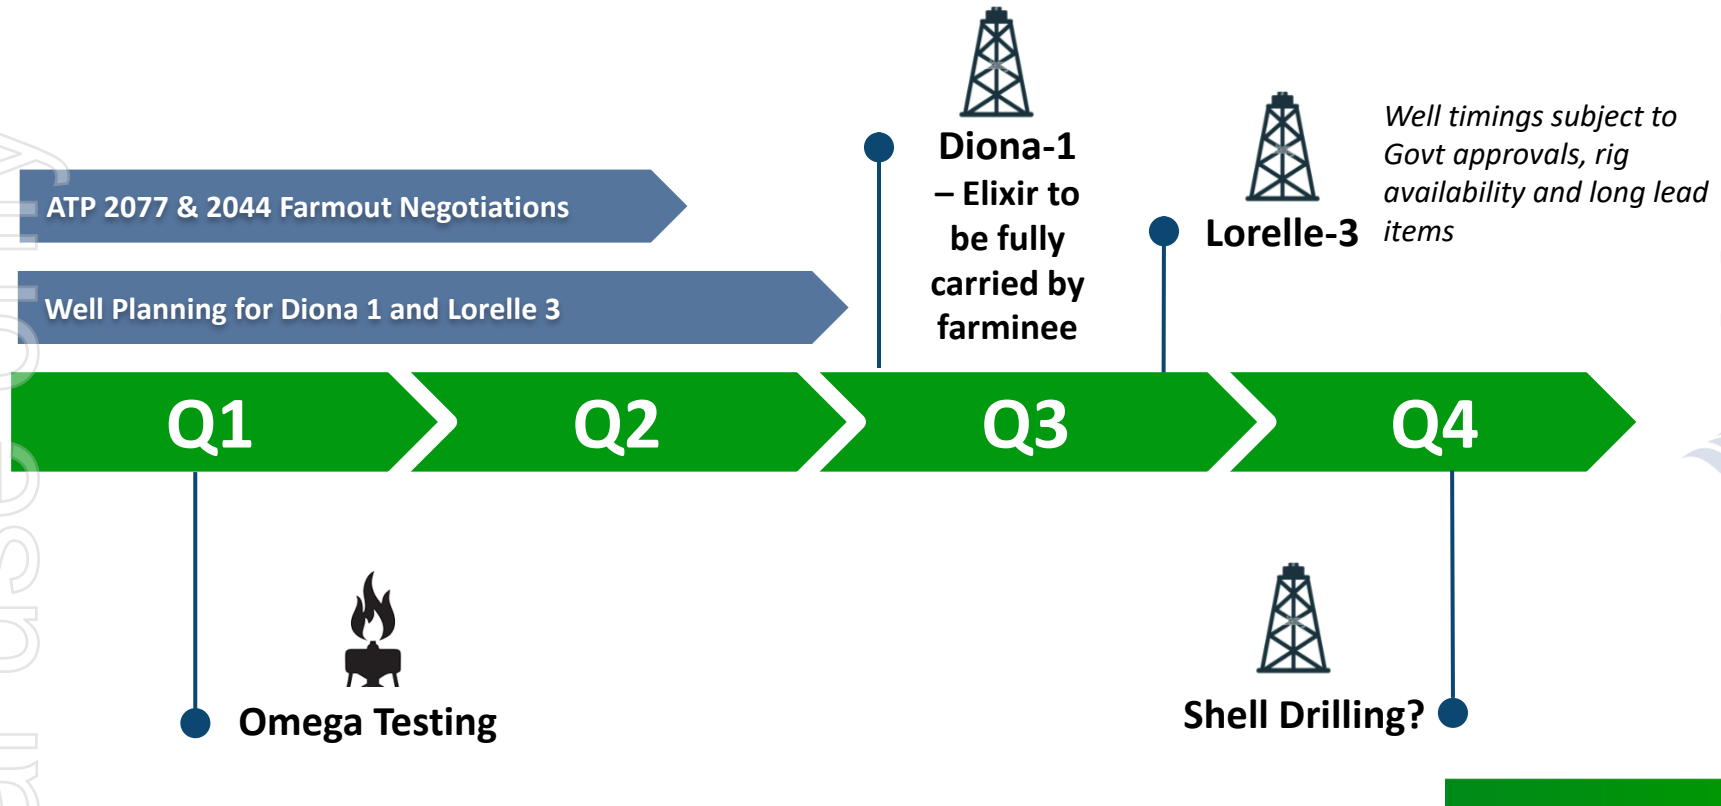 Diona-1
– Elixir to
be fully
carried by
farminee
Lorelle-3
Well timings subject to
Govt approvals, rig
availability and long lead
items
ATP 2077 & 2044 Farmout Negotiations
Well Planning for Diona 1 and Lorelle 3
Q1
Q2
Q3
Q4
Omega Testing
Shell Drilling?
use only